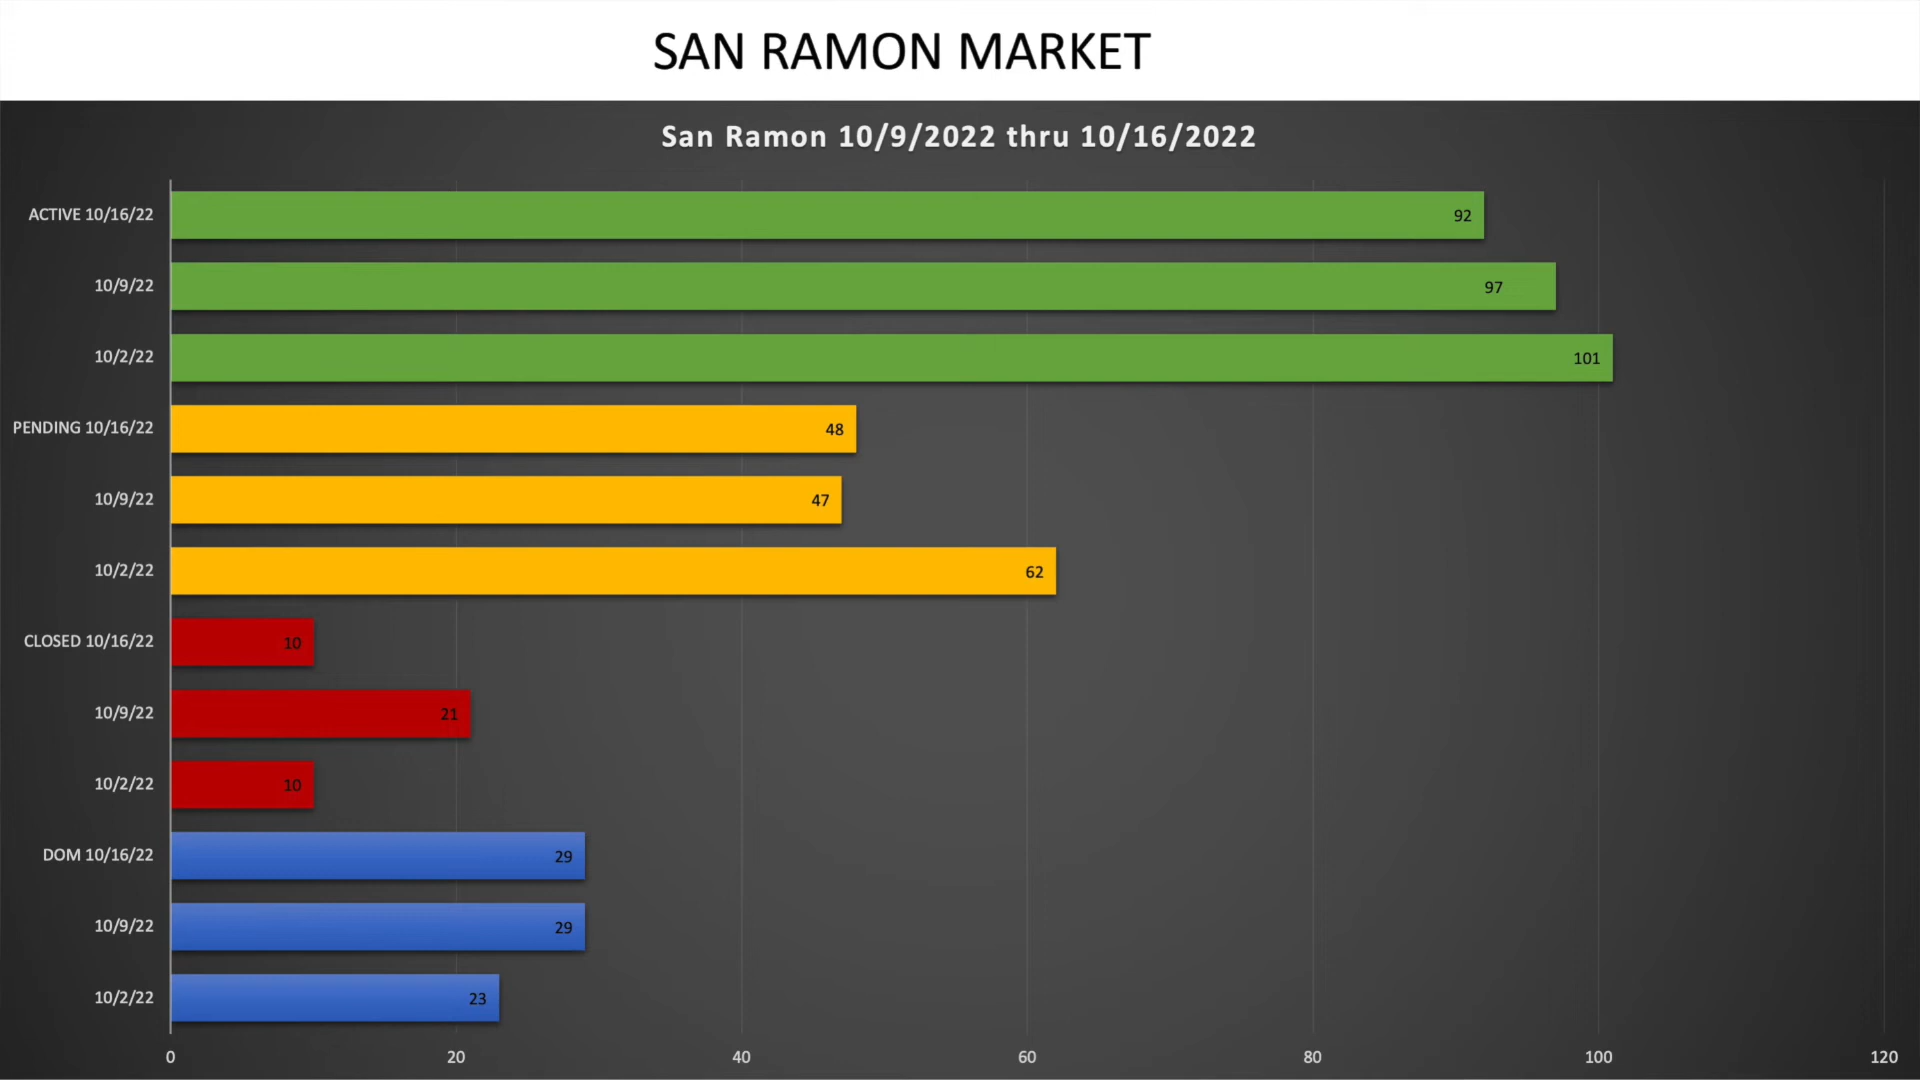 SAN RAMON MARKET
San Ramon 10/9/2022 thru 10/16/2022
ACTIVE 10/16/22 92
10/9/22 97
10/2/22 101
PENDING 10/16/22 48
10/9/22 47
10/2/22 62
CLOSED 10/16/22 10
10/9/22 21
10/2/22 10
DOM 10/16/22 29
10/9/22 29
10/2/22 23
0 20 40 60 80 100 120